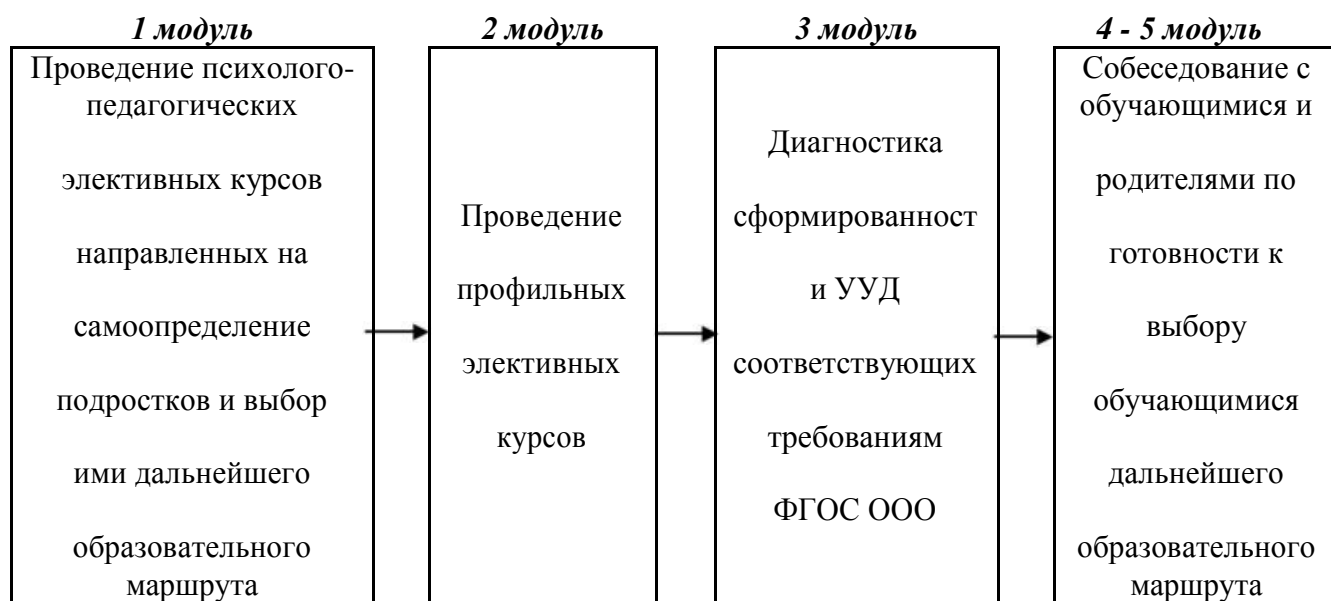 1 модуль
Проведение психолого-
педагогических
элективных курсов
направленных на
самоопределение
подростков и выбор
ими дальнейшего
образовательного
маршрута
2 модуль
Проведение
профильных
элективных
курсов
3 модуль
Диагностика
сформированност
и УУД
соответствующих
требованиям
ФГОС ООО
4 - 5 модуль
Собеседование с
обучающимися и
родителями по
готовности к
выбору
обучающимися
дальнейшего
образовательного
маршрута